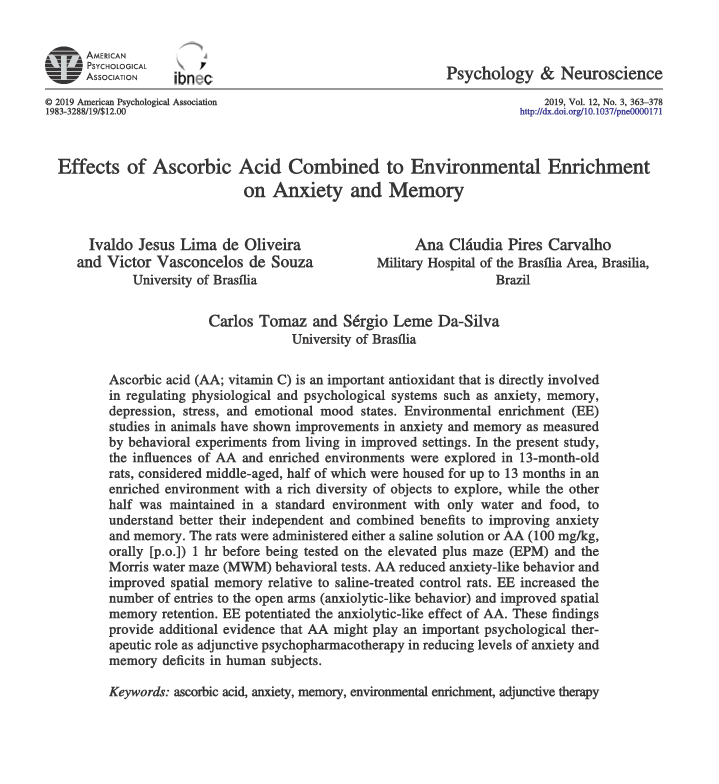 AMERICAN
PSYCHOLOGICAL
ASSOCIATION
ibnec
Psychology & Neuroscience
© 2019 American Psychological Association
1983-3288/19/$12.00
2019, Vol. 12, No. 3, 363–378
http://dx.doi.org/10.1037/pne0000171
Effects of Ascorbic Acid Combined to Environmental Enrichment
on Anxiety and Memory
Ivaldo Jesus Lima de Oliveira
and Victor Vasconcelos de Souza
University of Brasília
Ana Cláudia Pires Carvalho
Military Hospital of the Brasília Area, Brasilia,
Brazil
Carlos Tomaz and Sérgio Leme Da-Silva
University of Brasília
Ascorbic acid (AA; vitamin C) is an important antioxidant that is directly involved
in regulating physiological and psychological systems such as anxiety, memory,
depression, stress, and emotional mood states. Environmental enrichment (EE)
studies in animals have shown improvements in anxiety and memory as measured
by behavioral experiments from living in improved settings. In the present study,
the influences of AA and enriched environments were explored in 13-month-old
rats, considered middle-aged, half of which were housed for up to 13 months in an
enriched environment with a rich diversity of objects to explore, while the other
half was maintained in a standard environment with only water and food, to
understand better their independent and combined benefits to improving anxiety
and memory. The rats were administered either a saline solution or AA (100 mg/kg,
orally [p.o.]) 1 hr before being tested on the elevated plus maze (EPM) and the
Morris water maze (MWM) behavioral tests. AA reduced anxiety-like behavior and
improved spatial memory relative to saline-treated control rats. EE increased the
number of entries to the open arms (anxiolytic-like behavior) and improved spatial
memory retention. EE potentiated the anxiolytic-like effect of AA. These findings
provide additional evidence that AA might play an important psychological ther-
apeutic role as adjunctive psychopharmacotherapy in reducing levels of anxiety and
memory deficits in human subjects.
Keywords: ascorbic acid, anxiety, memory, environmental enrichment, adjunctive therapy